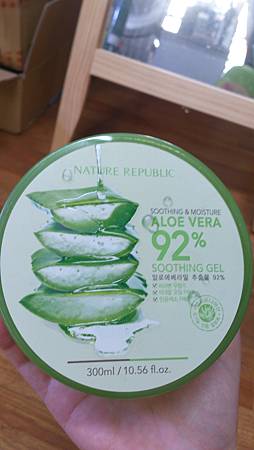 NATURE REPUBLIC
SOOTHING & MOISTURE
ALOE VERA
92%
SOOTHING GEL
알로에베라잎 추출물 92%
300ml / 10.56 fl.oz.